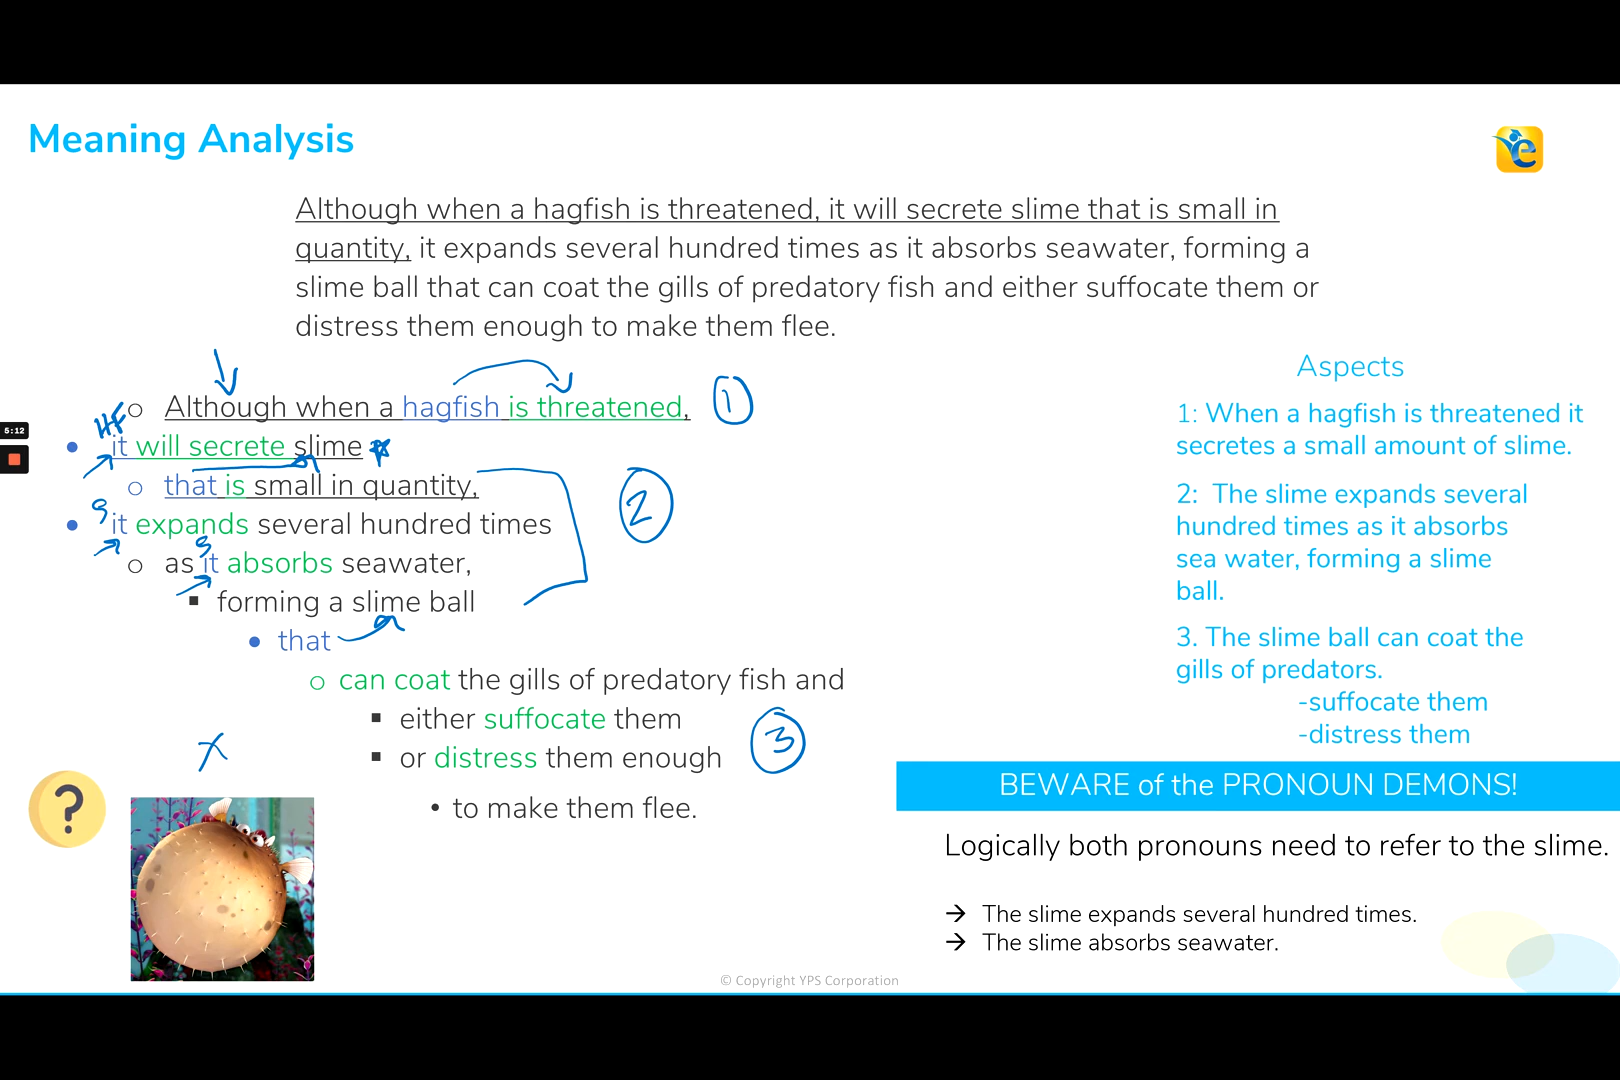 Meaning Analysis
Although when a hagfish is threatened, it will secrete slime that is small in
quantity, it expands several hundred times as it absorbs seawater, forming a
slime ball that can coat the gills of predatory fish and either suffocate them or
distress them enough to make them flee.
Although when a hagfish is threatened, 1
HF
it will secrete slime
that is small in quantity, 2
S
it expands several hundred times
S
as it absorbs seawater,
forming a slime ball
that
can coat the gills of predatory fish and
either suffocate them
or distress them enough 3
to make them flee.
X
?
5:12
Aspects
1: When a hagfish is threatened it
secretes a small amount of slime.
2: The slime expands several
hundred times as it absorbs
sea water, forming a slime
ball.
3. The slime ball can coat the
gills of predators.
-suffocate them
-distress them
BEWARE of the PRONOUN DEMONS!
Logically both pronouns need to refer to the slime.
→ The slime expands several hundred times.
→ The slime absorbs seawater.
© Copyright YPS Corporation
e